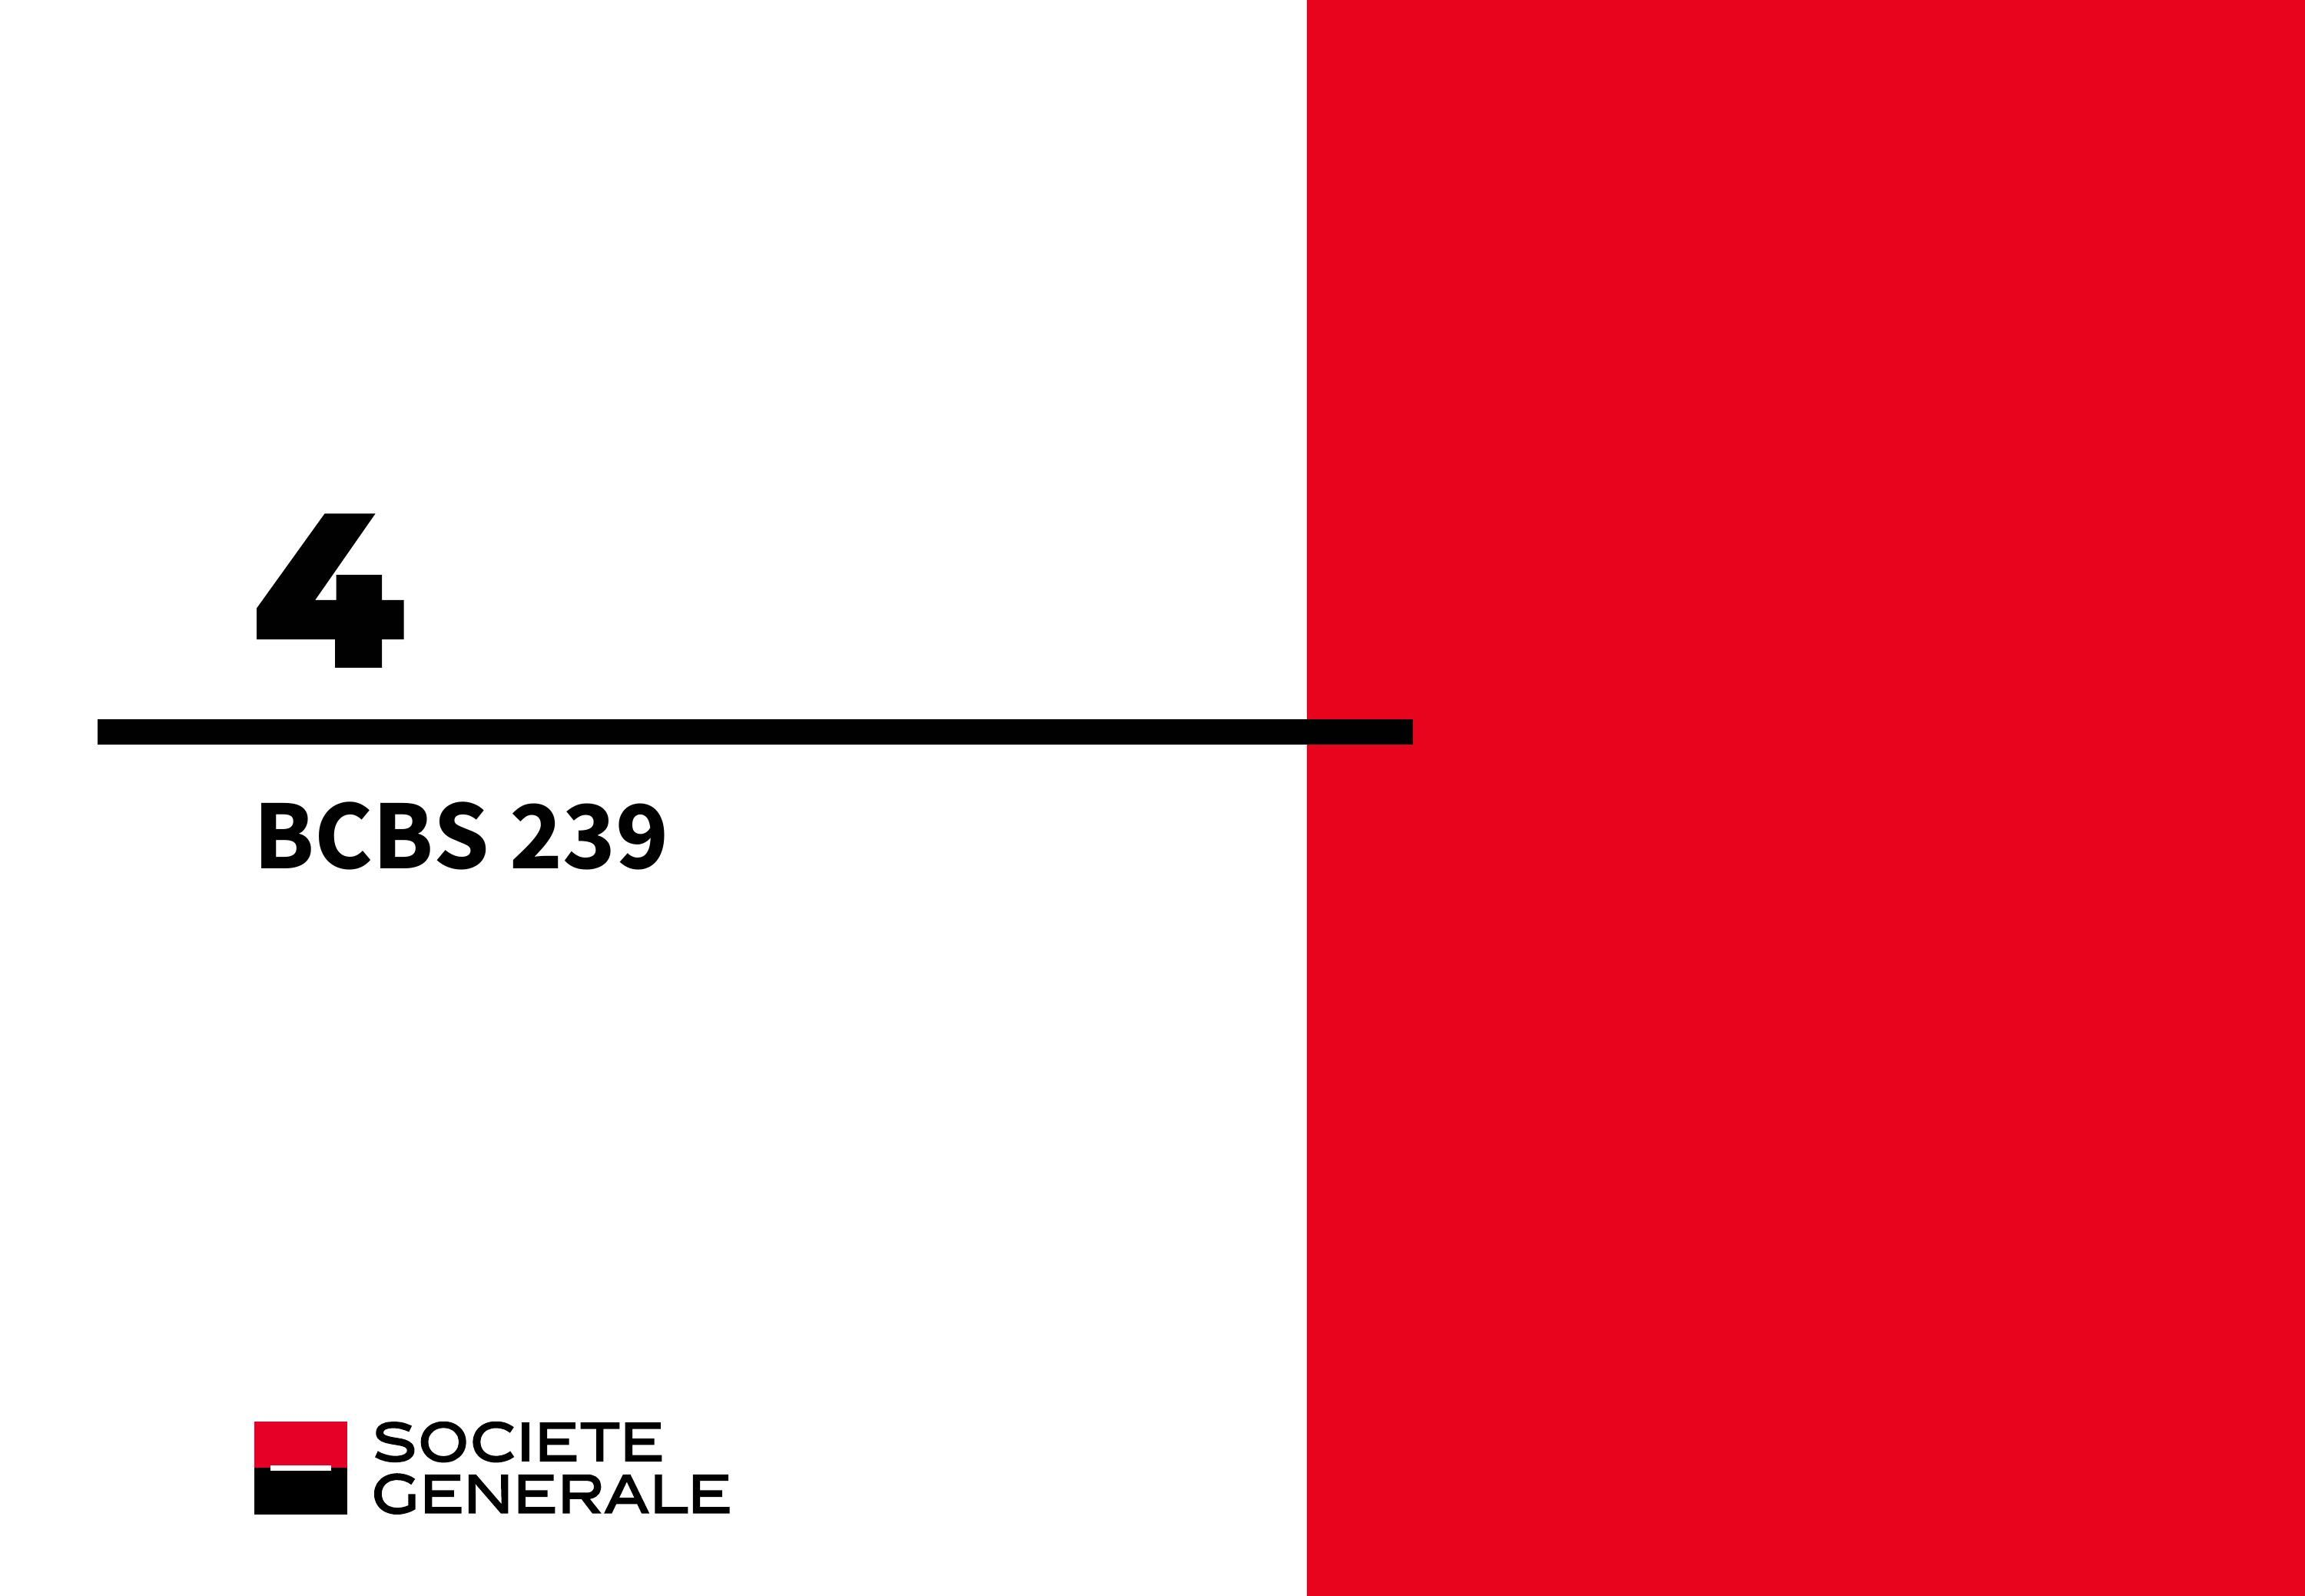 4
BCBS 239
SOCIETE
GENERALE